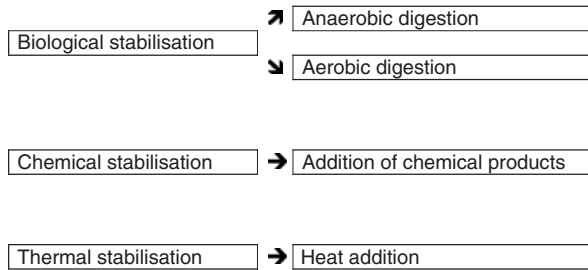 Anaerobic digestion
Biological stabilisation
Aerobic digestion
Chemical stabilisation
Addition of chemical products
Thermal stabilisation
Heat addition